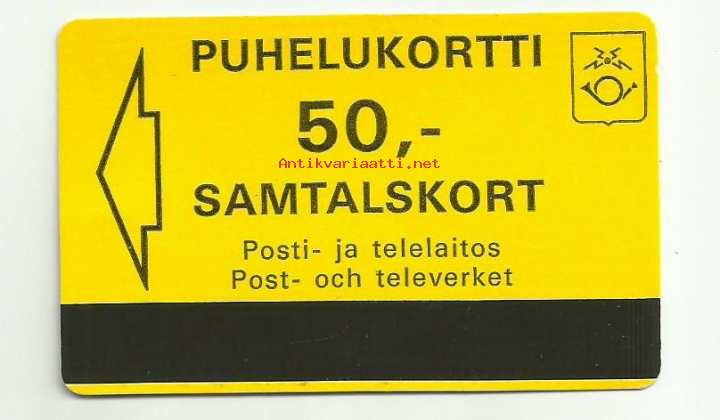 PUHELUKORTTI
50,-
Antikvariaatti.net
SAMTALSKORT
Posti- ja telelaitos
Post- och televerket